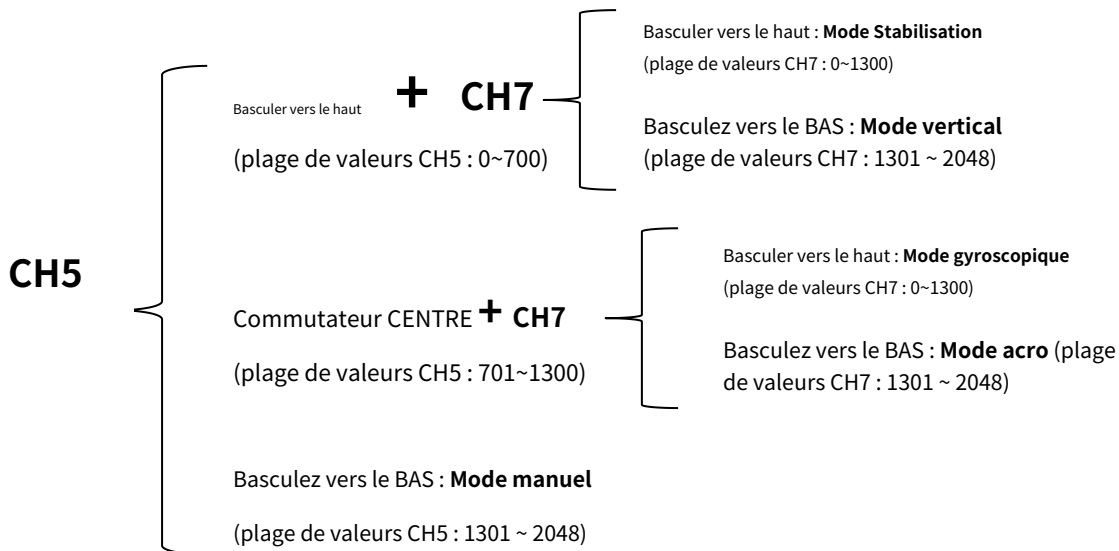 Basculer vers le haut : Mode Stabilisation
(plage de valeurs CH7 : 0~1300)
Basculer vers le haut + CH7
Basculez vers le BAS : Mode vertical
(plage de valeurs CH5 : 0~700)
(plage de valeurs CH7 : 1301 ~ 2048)
CH5
Basculer vers le haut : Mode gyroscopique
(plage de valeurs CH7 : 0~1300)
Commutateur CENTRE + CH7
Basculez vers le BAS : Mode acro (plage
de valeurs CH7 : 1301 ~ 2048)
(plage de valeurs CH5 : 701~1300)
Basculez vers le BAS : Mode manuel
(plage de valeurs CH5 : 1301 ~ 2048)